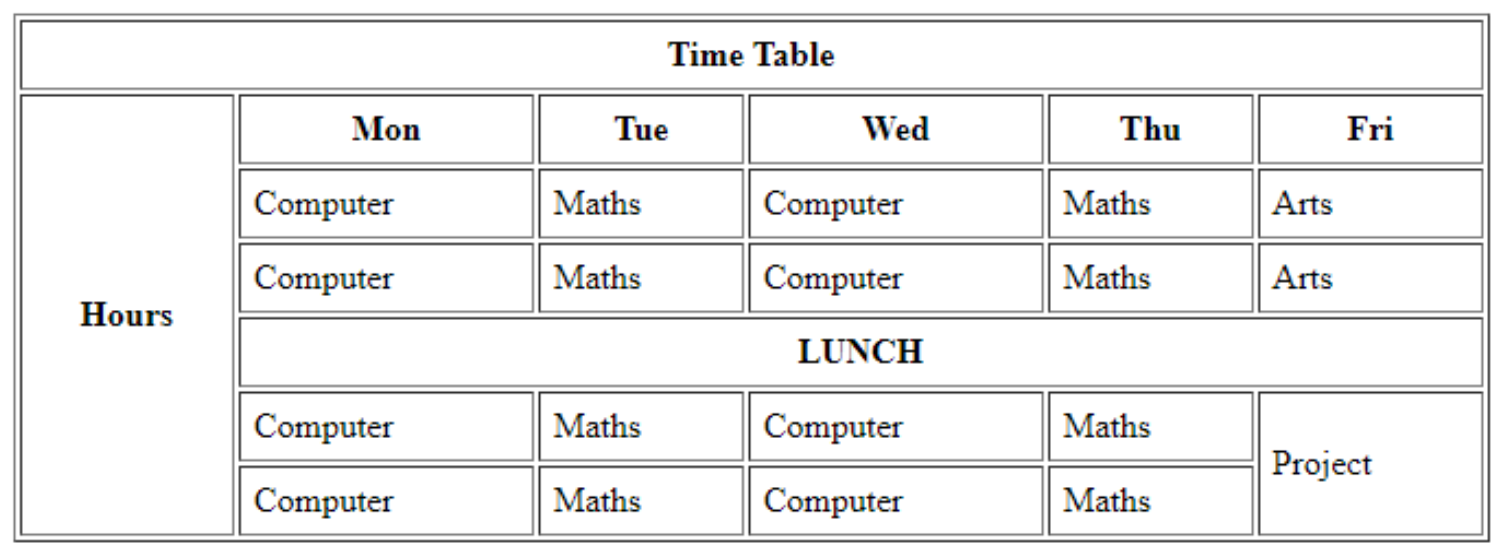 Time Table
Mon Tue Wed Thu Fri
Computer Maths Computer Maths Arts
Computer Maths Computer Maths Arts
Hours
LUNCH
Computer Maths Computer Maths
Project
Computer Maths Computer Maths